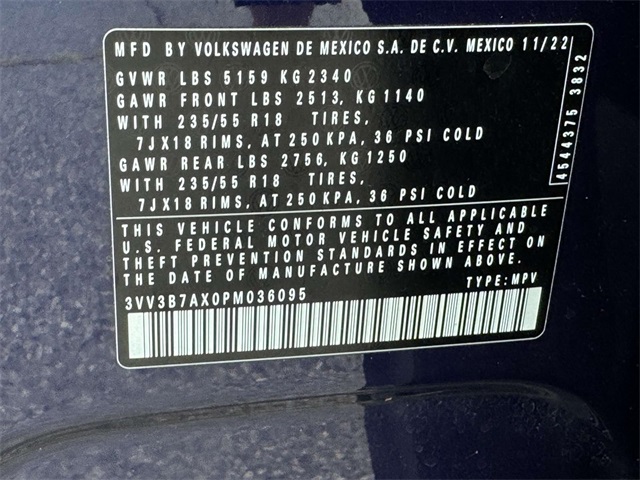 MFD BY VOLKSWAGEN DE MEXICO S.A. DE C.V. MEXICO 11/22
GVWR LBS 5159 KG 2340
GAWR FRONT LBS 2513, KG 1140
WITH 235/55 R18 TIRES,
7JX18 RIMS, AT 250 KPA, 36 PSI COLD
GAWR REAR LBS 2756, KG 1250
WITH 235/55 R18 TIRES,
7JX18 RIMS, AT 250 KPA, 36 PSI COLD
4544375 3832
THIS VEHICLE CONFORMS TO ALL APPLICABLE
U.S. FEDERAL MOTOR VEHICLE SAFETY AND
THEFT PREVENTION STANDARDS IN EFFECT ON
THE DATE OF MANUFACTURE SHOWN ABOVE
3VV3B7AX0PM036095 TYPE: MPV